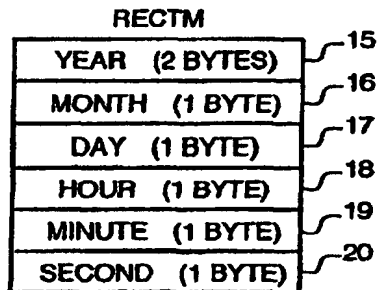 RECTM
YEAR (2 BYTES) 15
MONTH (1 BYTE) 16
DAY (1 BYTE) 17
HOUR (1 BYTE) 18
MINUTE (1 BYTE) 19
SECOND (1 BYTE) 20